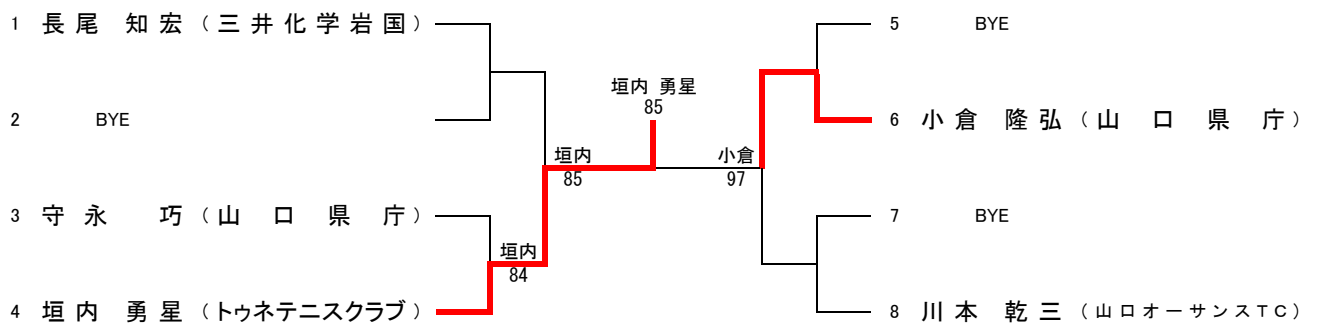 1 長尾 知宏（三井化学岩国）
2 BYE
3 守永 巧（山口県庁）
4 垣内 勇星（トゥネテニスクラブ）
垣内
84
垣内
85
垣内 勇星
85
小倉
97
5 BYE
6 小倉 隆弘（山口県庁）
7 BYE
8 川本 乾三（山口オーサンスTC）